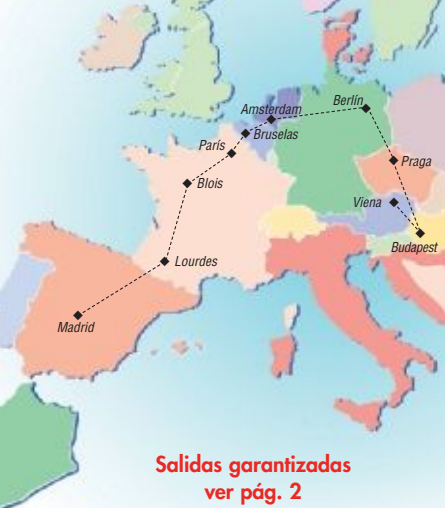 Amsterdam
Berlín
Bruselas
París
Praga
Blois
Viena
Budapest
Lourdes
Madrid
Salidas garantizadas
ver pág. 2